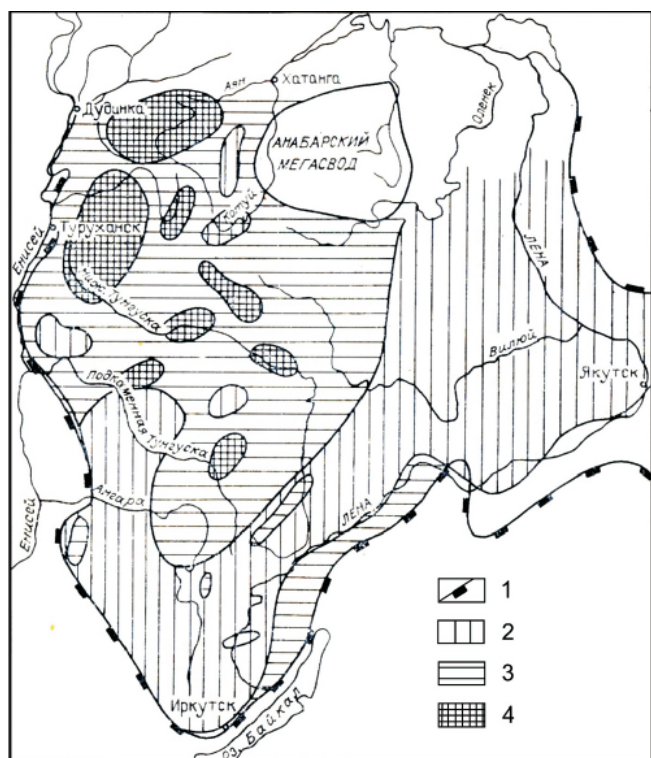 Аян
Хатанга
Дудинка
Оленек
АНАБАРСКИЙ
МЕГАСВОД
Котуй
Енисей
Туруханск
Нижн. Тунгуска
ЛЕНА
Вилюй
Якутск
Подкаменная Тунгуска
Ангара
Енисей
ЛЕНА
1
2
3
4
Иркутск
оз. Байкал